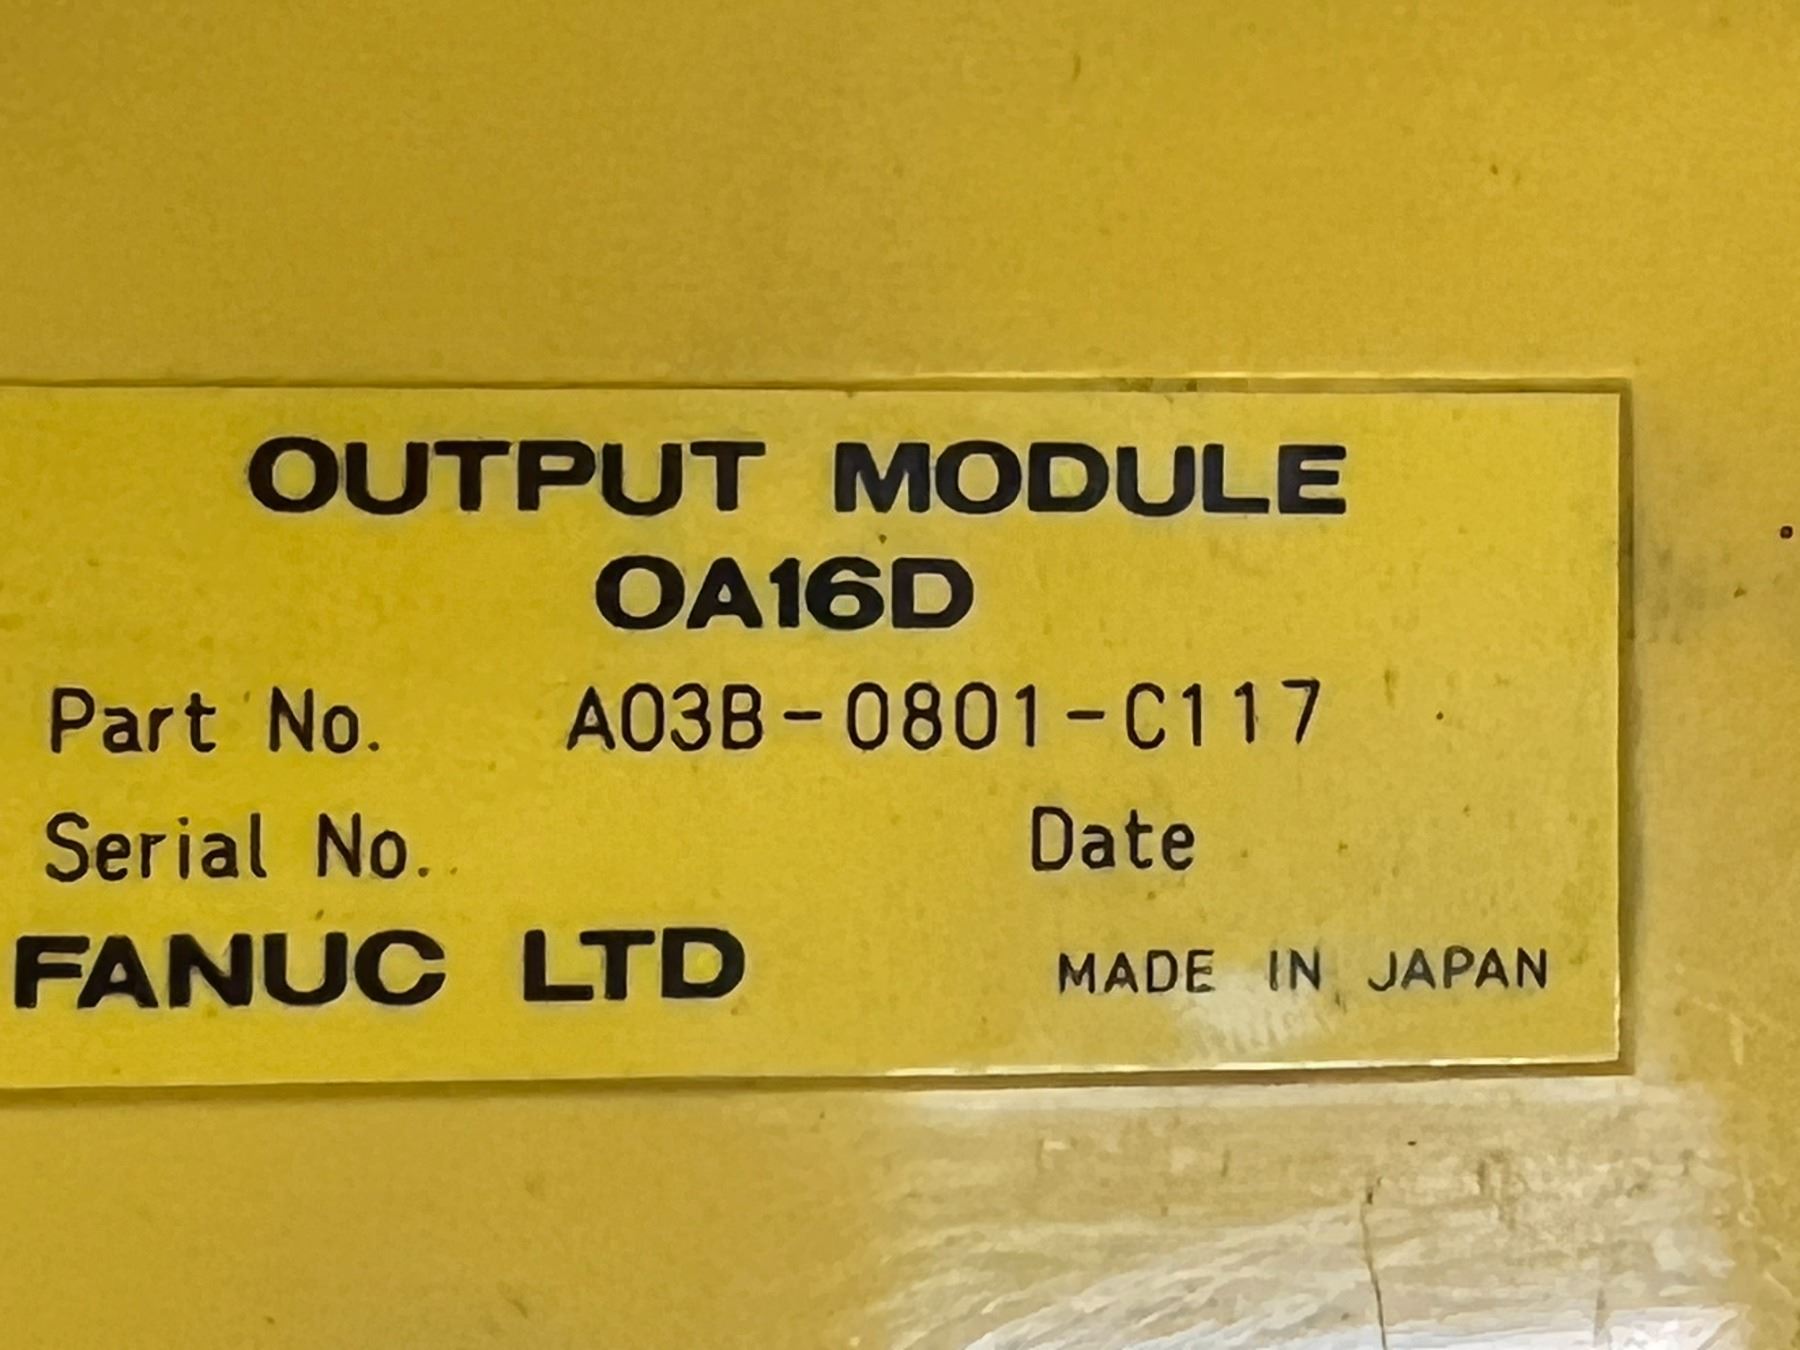 OUTPUT MODULE
OA16D
Part No. A03B-0801-C117
Serial No. Date
FANUC LTD MADE IN JAPAN